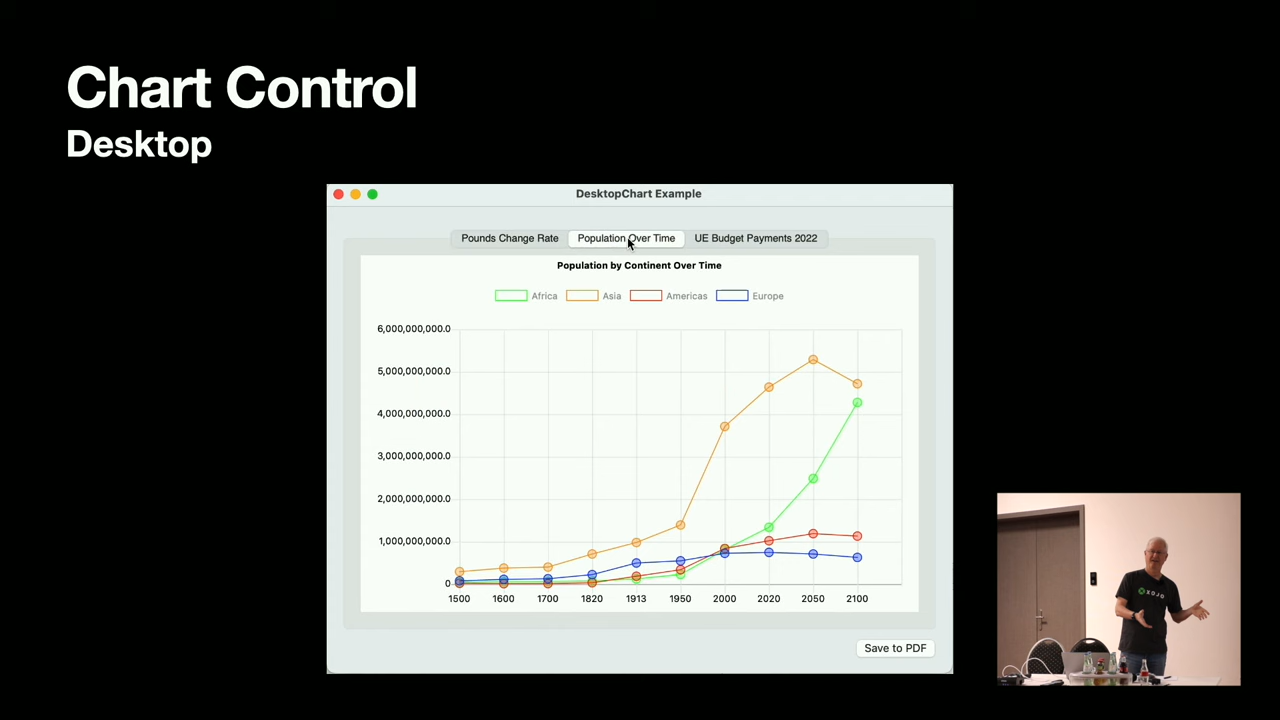 Chart Control
Desktop
DesktopChart Example
Pounds Change Rate
Population Over Time
UE Budget Payments 2022
Population by Continent Over Time
Africa
Asia
Americas
Europe
6,000,000,000.0
5,000,000,000.0
4,000,000,000.0
3,000,000,000.0
2,000,000,000.0
1,000,000,000.0
0
1500 1600 1700 1820 1913 1950 2000 2020 2050 2100
Save to PDF
XOJO